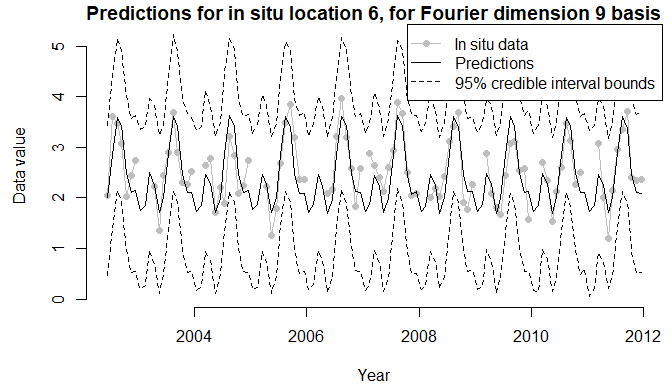 Predictions for in situ location 6, for Fourier dimension 9 basis
In situ data
Predictions
95% credible interval bounds
Data value
5
4
3
2
1
0
2004
2006
2008
2010
2012
Year